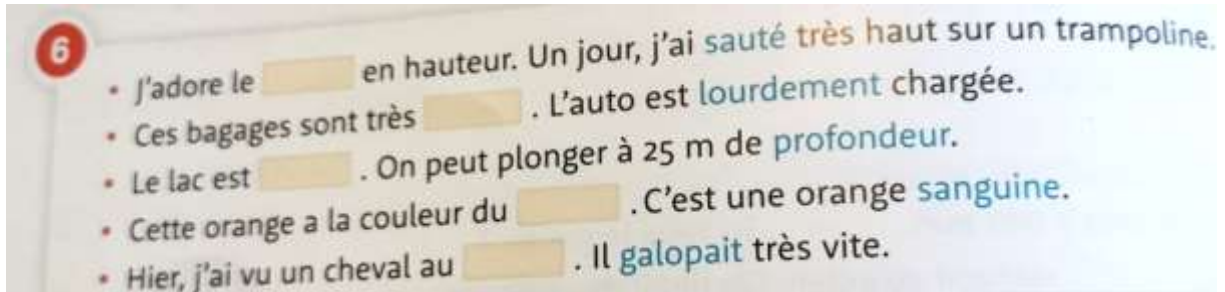 6
• J'adore le en hauteur. Un jour, j'ai sauté très haut sur un trampoline.
• Ces bagages sont très . L'auto est lourdement chargée.
• Le lac est . On peut plonger à 25 m de profondeur.
• Cette orange a la couleur du . C'est une orange sanguine.
• Hier, j'ai vu un cheval au . Il galopait très vite.